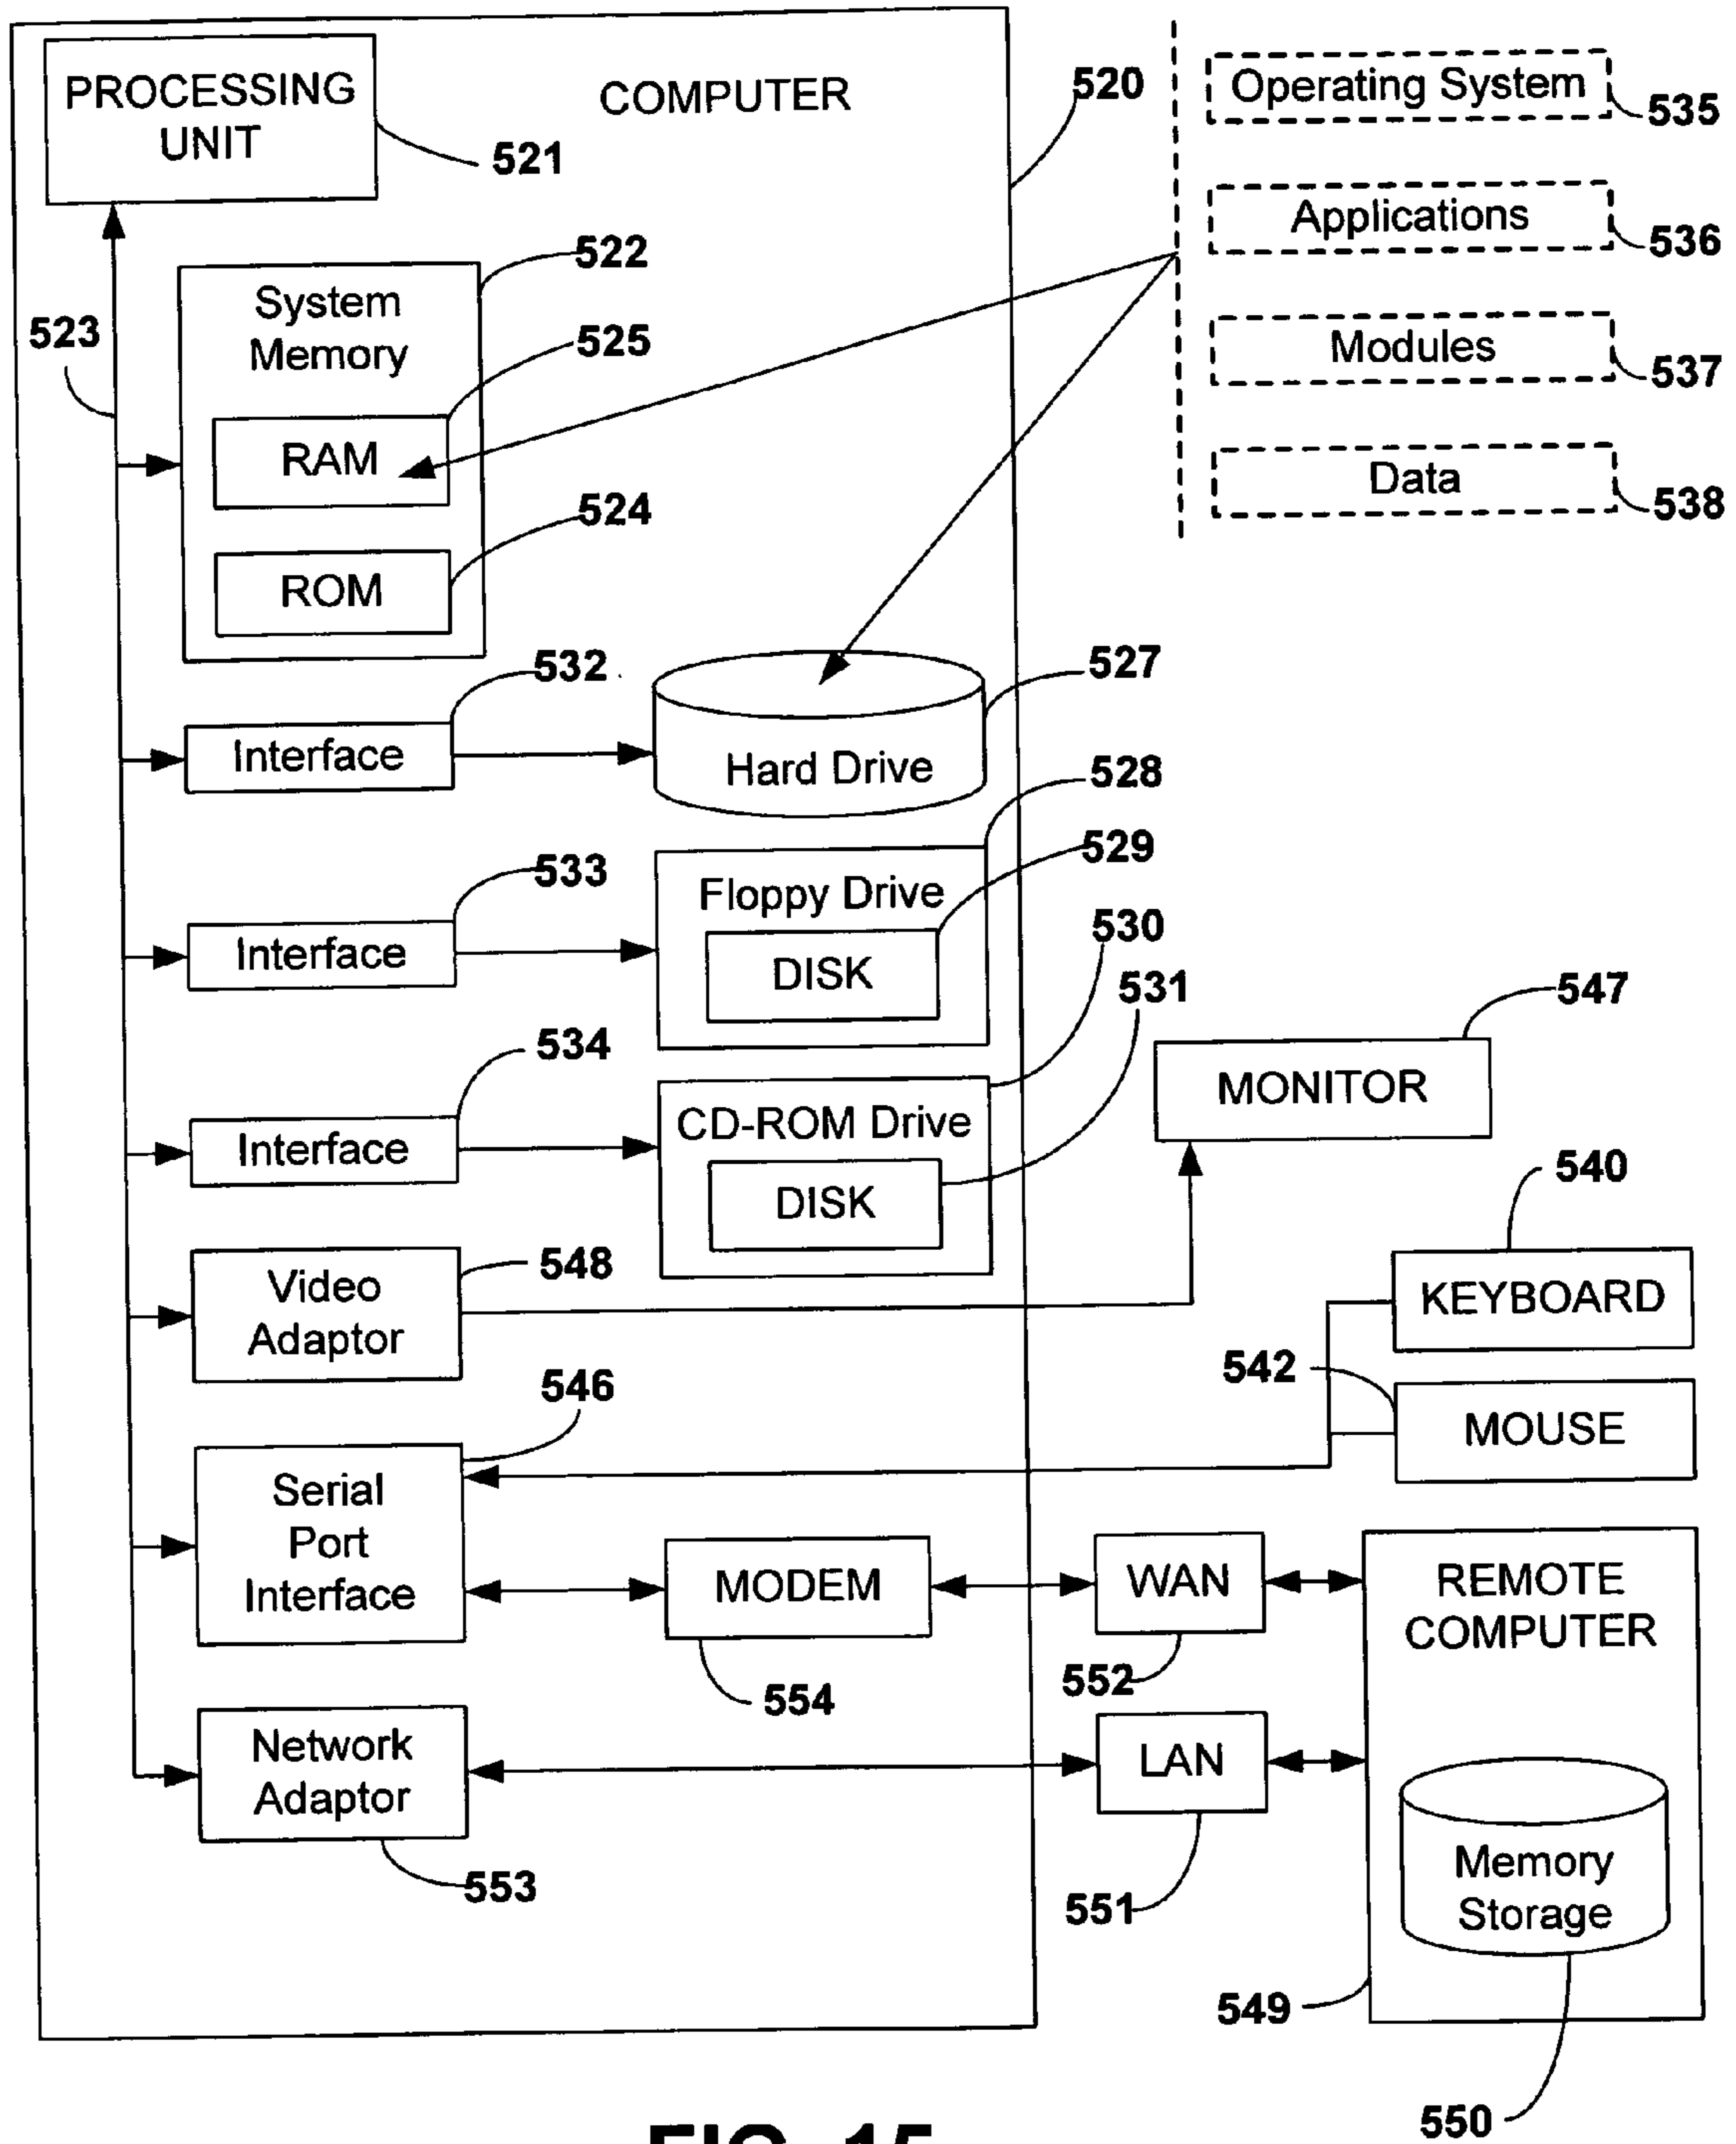 PROCESSING
UNIT
521
COMPUTER
520
Operating System
535
Applications
536
Modules
537
Data
538
523
522
System
Memory
525
RAM
524
ROM
532
Interface
527
Hard Drive
528
533
Interface
529
Floppy Drive
DISK
530
531
534
Interface
CD-ROM Drive
DISK
547
MONITOR
540
KEYBOARD
542
MOUSE
548
Video
Adaptor
546
Serial
Port
Interface
MODEM
554
WAN
552
REMOTE
COMPUTER
Network
Adaptor
553
LAN
551
Memory
Storage
549
550
FIG. 15